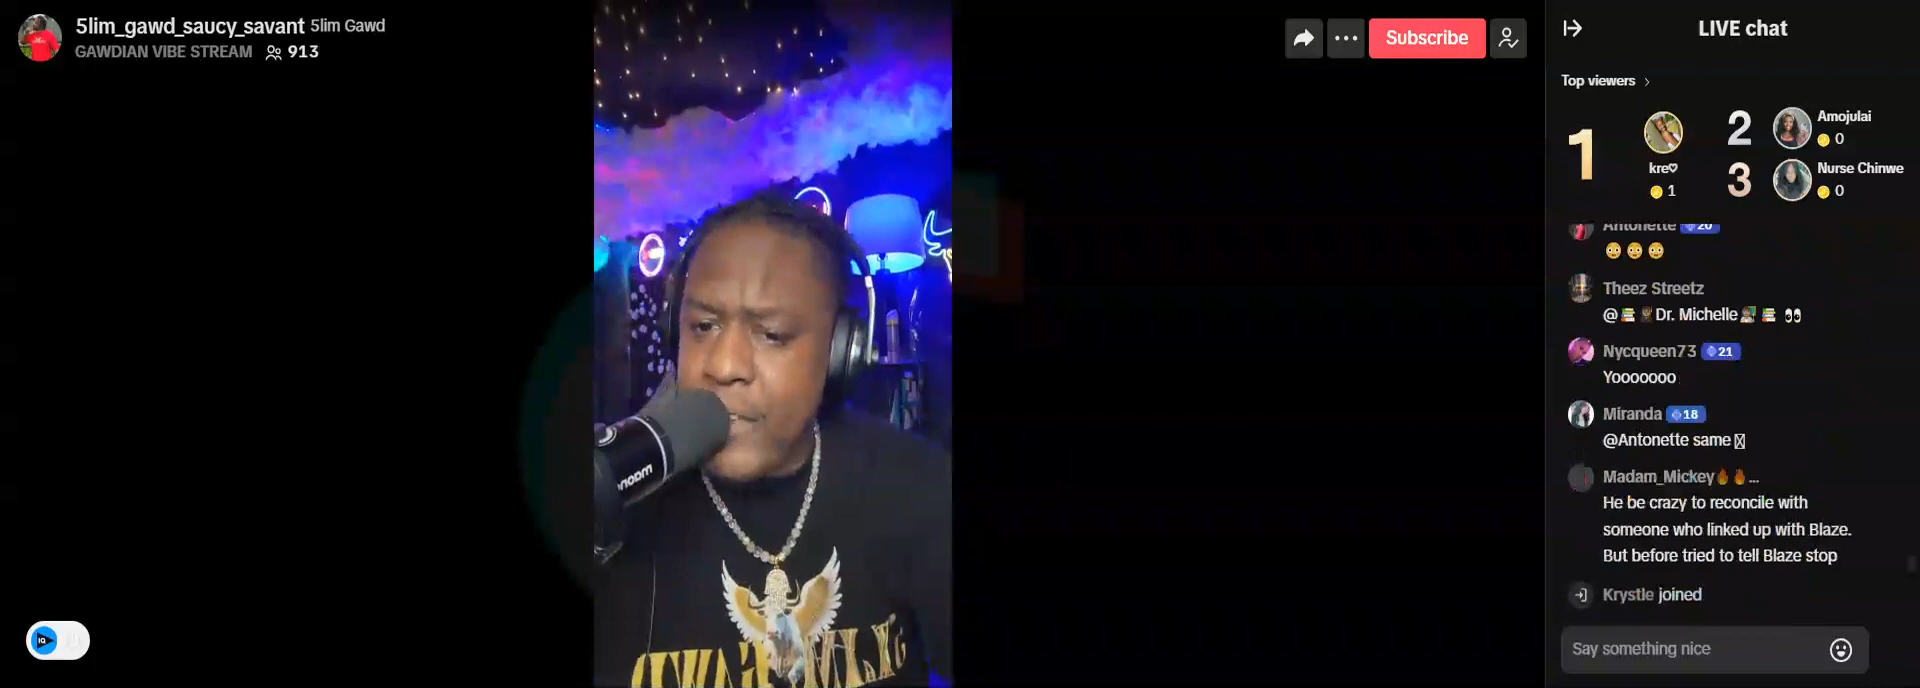 5lim_gawd_saucy_savant 5lim Gawd
GAWDIAN VIBE STREAM 913
Subscribe
LIVE chat
Top viewers
1
kre♡
1
2
Amojulai
0
3
Nurse Chinwe
0
Antonette 20
😳😳😳
Theez Streetz
@📚Dr. Michelle📚 👀
Nycqueen73 21
Yooooooo
Miranda 18
@Antonette same
Madam_Mickey🔥🔥...
He be crazy to reconcile with
someone who linked up with Blaze.
But before tried to tell Blaze stop
Krystle joined
Say something nice